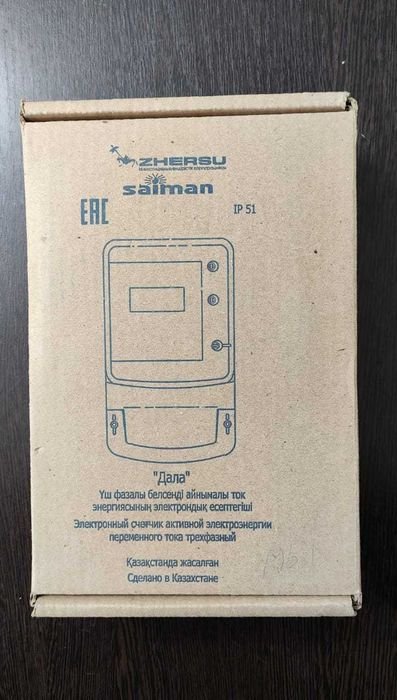 ZHERSU
saiman
EAC
IP 51
"Дала"
Үш фазалы белсенді айнымалы ток
энергиясының электрондық есептегіші
Электронный счетчик активной электроэнергии
переменного тока трехфазный
Қазақстанда жасалған
Сделано в Казахстане